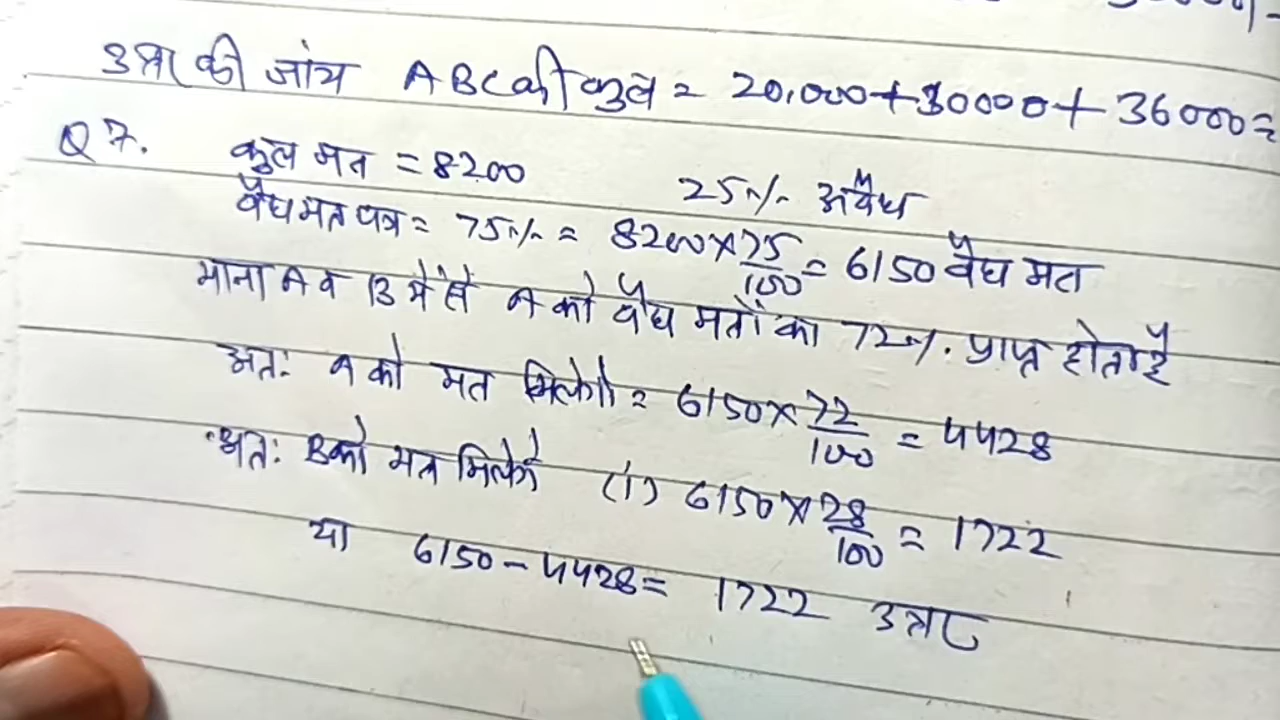 उत्तर की जांच ABC की कुल = 20,000+30000+36000=
Q 7. कुल मत = 8200 25% अवैध
वैध मत पत्र = 75% = 8200×75/100 = 6150 वैध मत
माना A व B में से A को वैध मतों का 72% प्राप्त होता है
अतः A को मत मिलेंगे = 6150×72/100 = 4428
अतः B को मत मिलेंगे (1) 6150×28/100 = 1722
या 6150-4428= 1722 उत्तर